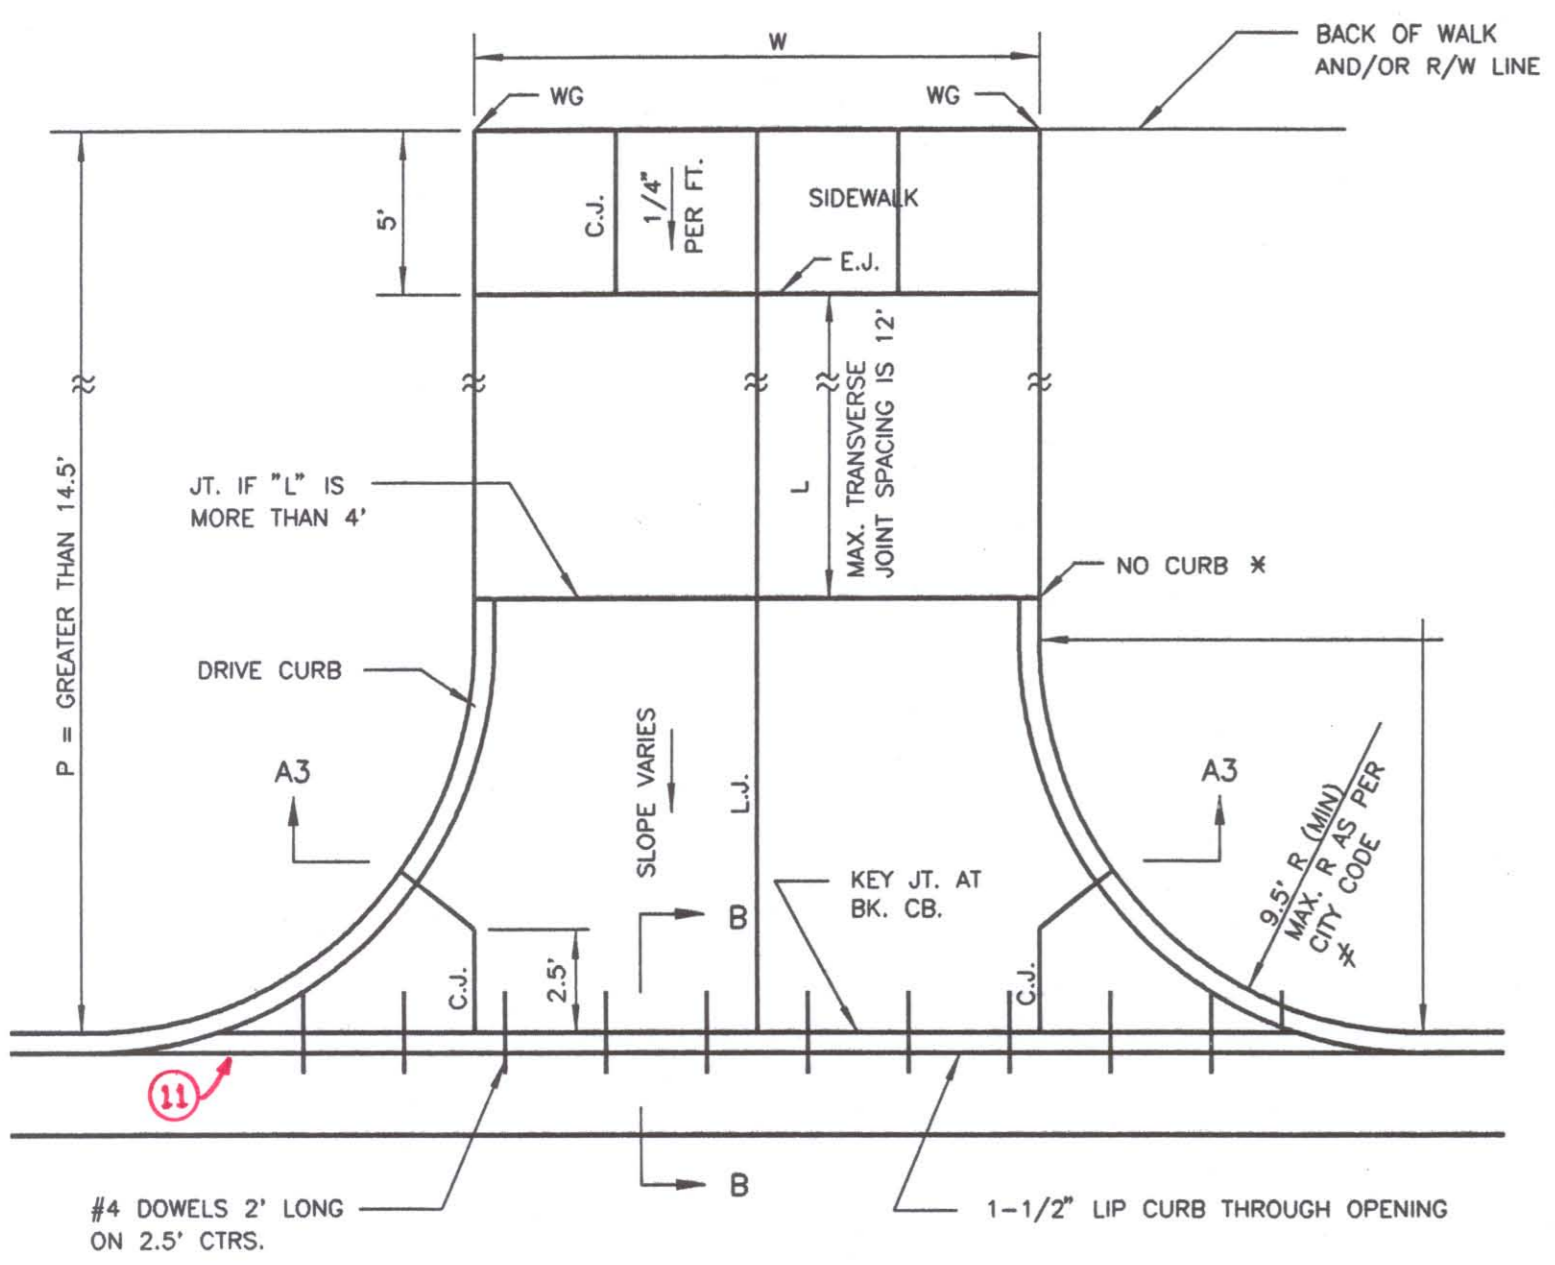 W
BACK OF WALK
AND/OR R/W LINE
WG
WG
5'
C.J.
1/4"
PER FT.
SIDEWALK
E.J.
P = GREATER THAN 14.5'
JT. IF "L" IS
MORE THAN 4'
L
MAX. TRANSVERSE
JOINT SPACING IS 12'
NO CURB *
DRIVE CURB
SLOPE VARIES
L.J.
A3
A3
9.5' R (MIN)
MAX. R AS PER
CITY CODE
*
KEY JT. AT
BK. CB.
B
C.J.
2.5'
C.J.
11
B
#4 DOWELS 2' LONG
ON 2.5' CTRS.
1-1/2" LIP CURB THROUGH OPENING